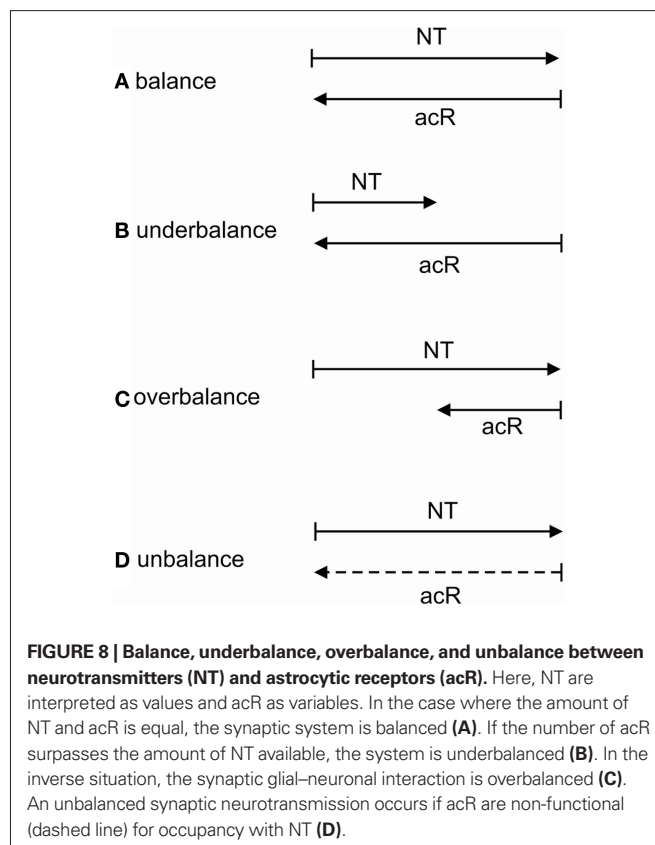 NT
A balance
acR
NT
B underbalance
acR
NT
C overbalance
acR
NT
D unbalance
acR
FIGURE 8 | Balance, underbalance, overbalance, and unbalance between
neurotransmitters (NT) and astrocytic receptors (acR). Here, NT are
interpreted as values and acR as variables. In the case where the amount of
NT and acR is equal, the synaptic system is balanced (A). If the number of acR
surpasses the amount of NT available, the system is underbalanced (B). In the
inverse situation, the synaptic glial–neuronal interaction is overbalanced (C).
An unbalanced synaptic neurotransmission occurs if acR are non-functional
(dashed line) for occupancy with NT (D).